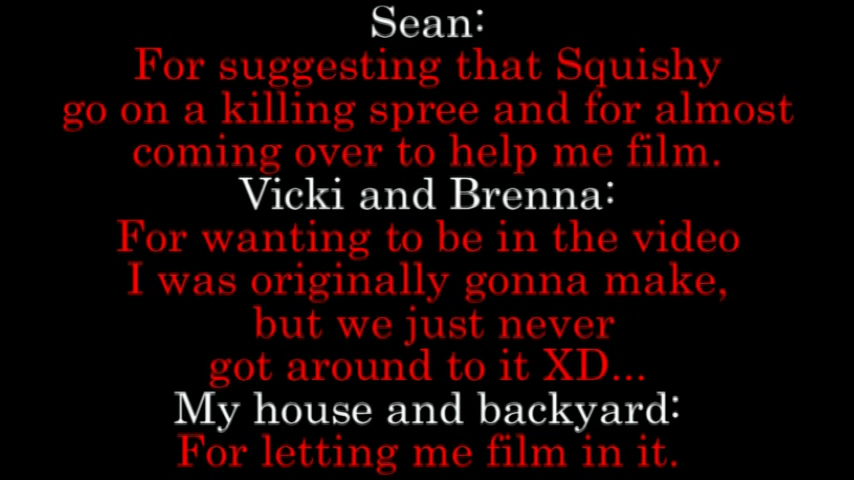 Sean:
For suggesting that Squishy
go on a killing spree and for almost
coming over to help me film.
Vicki and Brenna:
For wanting to be in the video
I was originally gonna make,
but we just never
got around to it XD...
My house and backyard:
For letting me film in it.